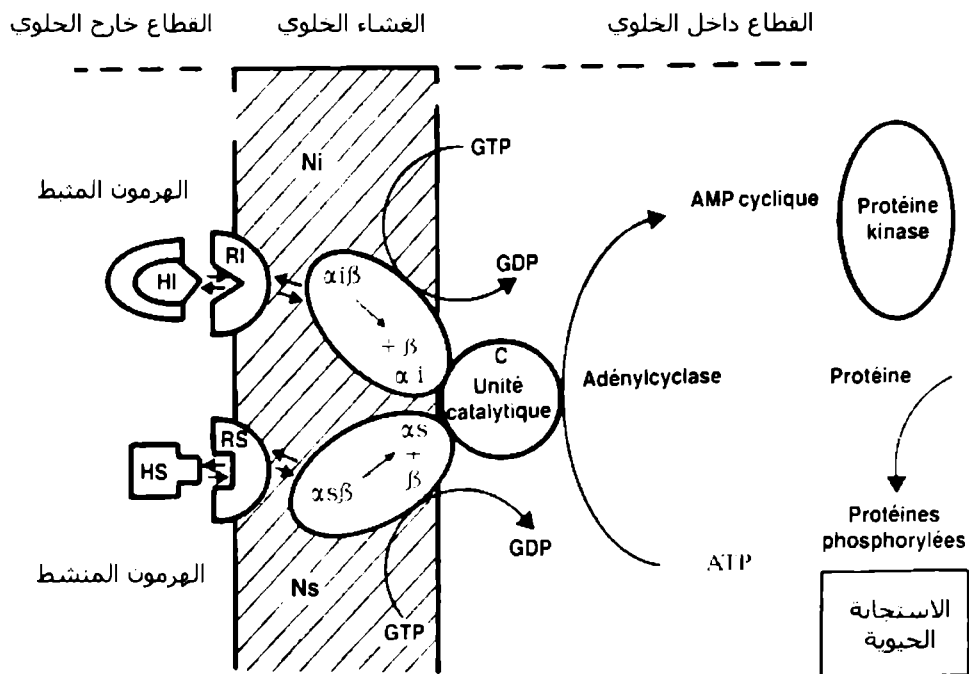 القطاع خارج الخلوي
الغشاء الخلوي
القطاع داخل الخلوي
Ni
GTP
الهرمون المثبط
AMP cyclique
Protéine
kinase
RI
HI
αiβ
GDP
+ β
α i
C
Unité
catalytique
Adénylcyclase
Protéine
RS
HS
αs
+
β
αsβ
GDP
Protéines
phosphorylées
ATP
الهرمون المنشط
Ns
GTP
الاستجابة
الحيوية